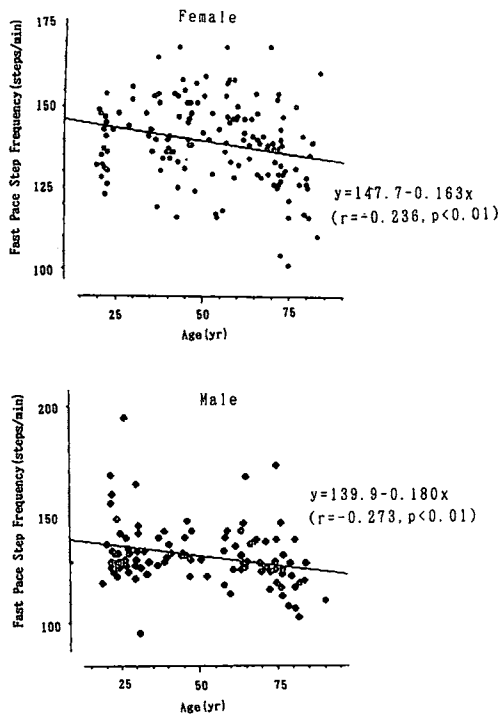 Female
Fast Pace Step Frequency(steps/min)
175
150
125
100
y=147.7-0.163x
(r=-0.236, p<0.01)
25 50 75
Age(yr)
Male
Fast Pace Step Frequency(steps/min)
200
150
100
y=139.9-0.180x
(r=-0.273, p<0.01)
25 50 75
Age(yr)